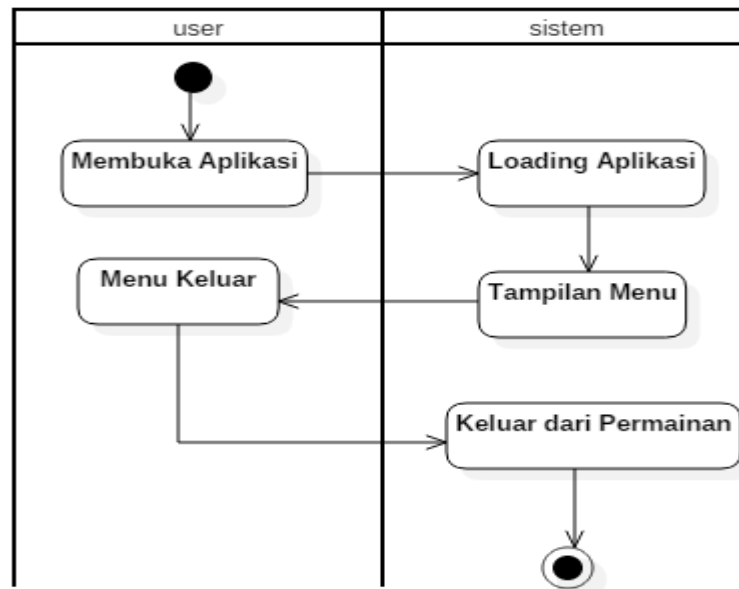 user
sistem
Membuka Aplikasi
Loading Aplikasi
Menu Keluar
Tampilan Menu
Keluar dari Permainan